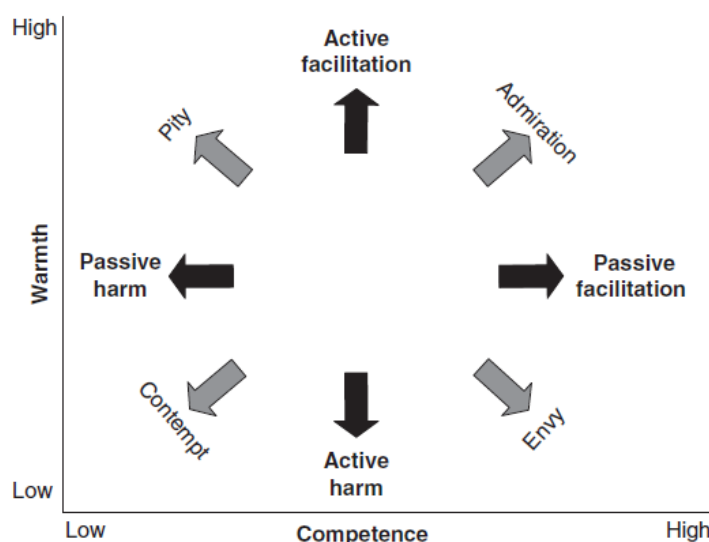 High
Active
facilitation
Pity
Admiration
Warmth
Passive
harm
Passive
facilitation
Contempt
Envy
Active
harm
Low
Low
Competence
High